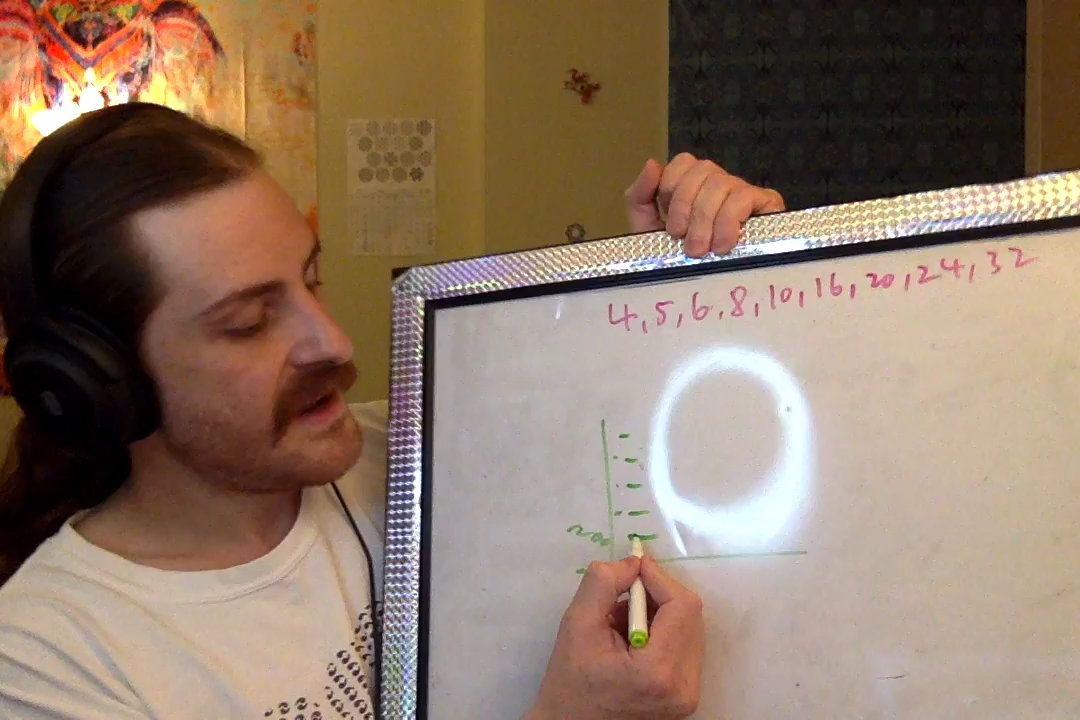 4, 5, 6, 8, 10, 16, 20, 24, 32